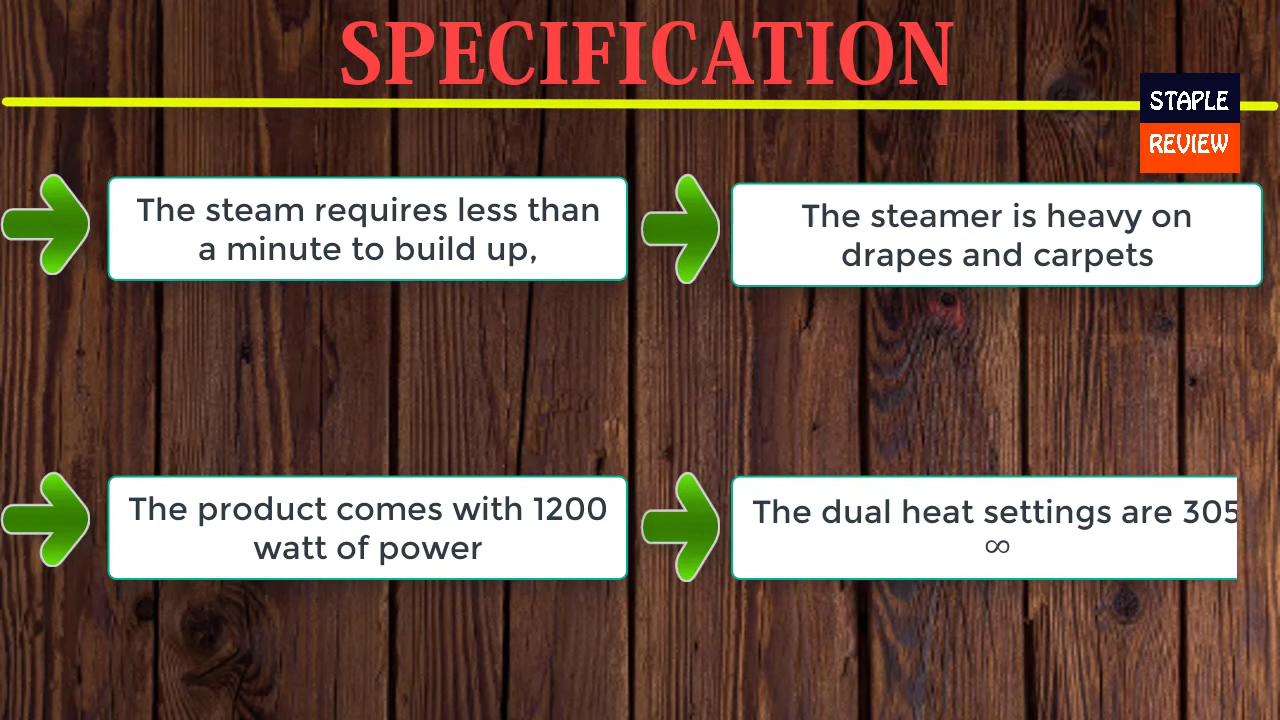 SPECIFICATION
STAPLE
REVIEW
The steam requires less than
a minute to build up,
The steamer is heavy on
drapes and carpets
The product comes with 1200
watt of power
The dual heat settings are 305
∞